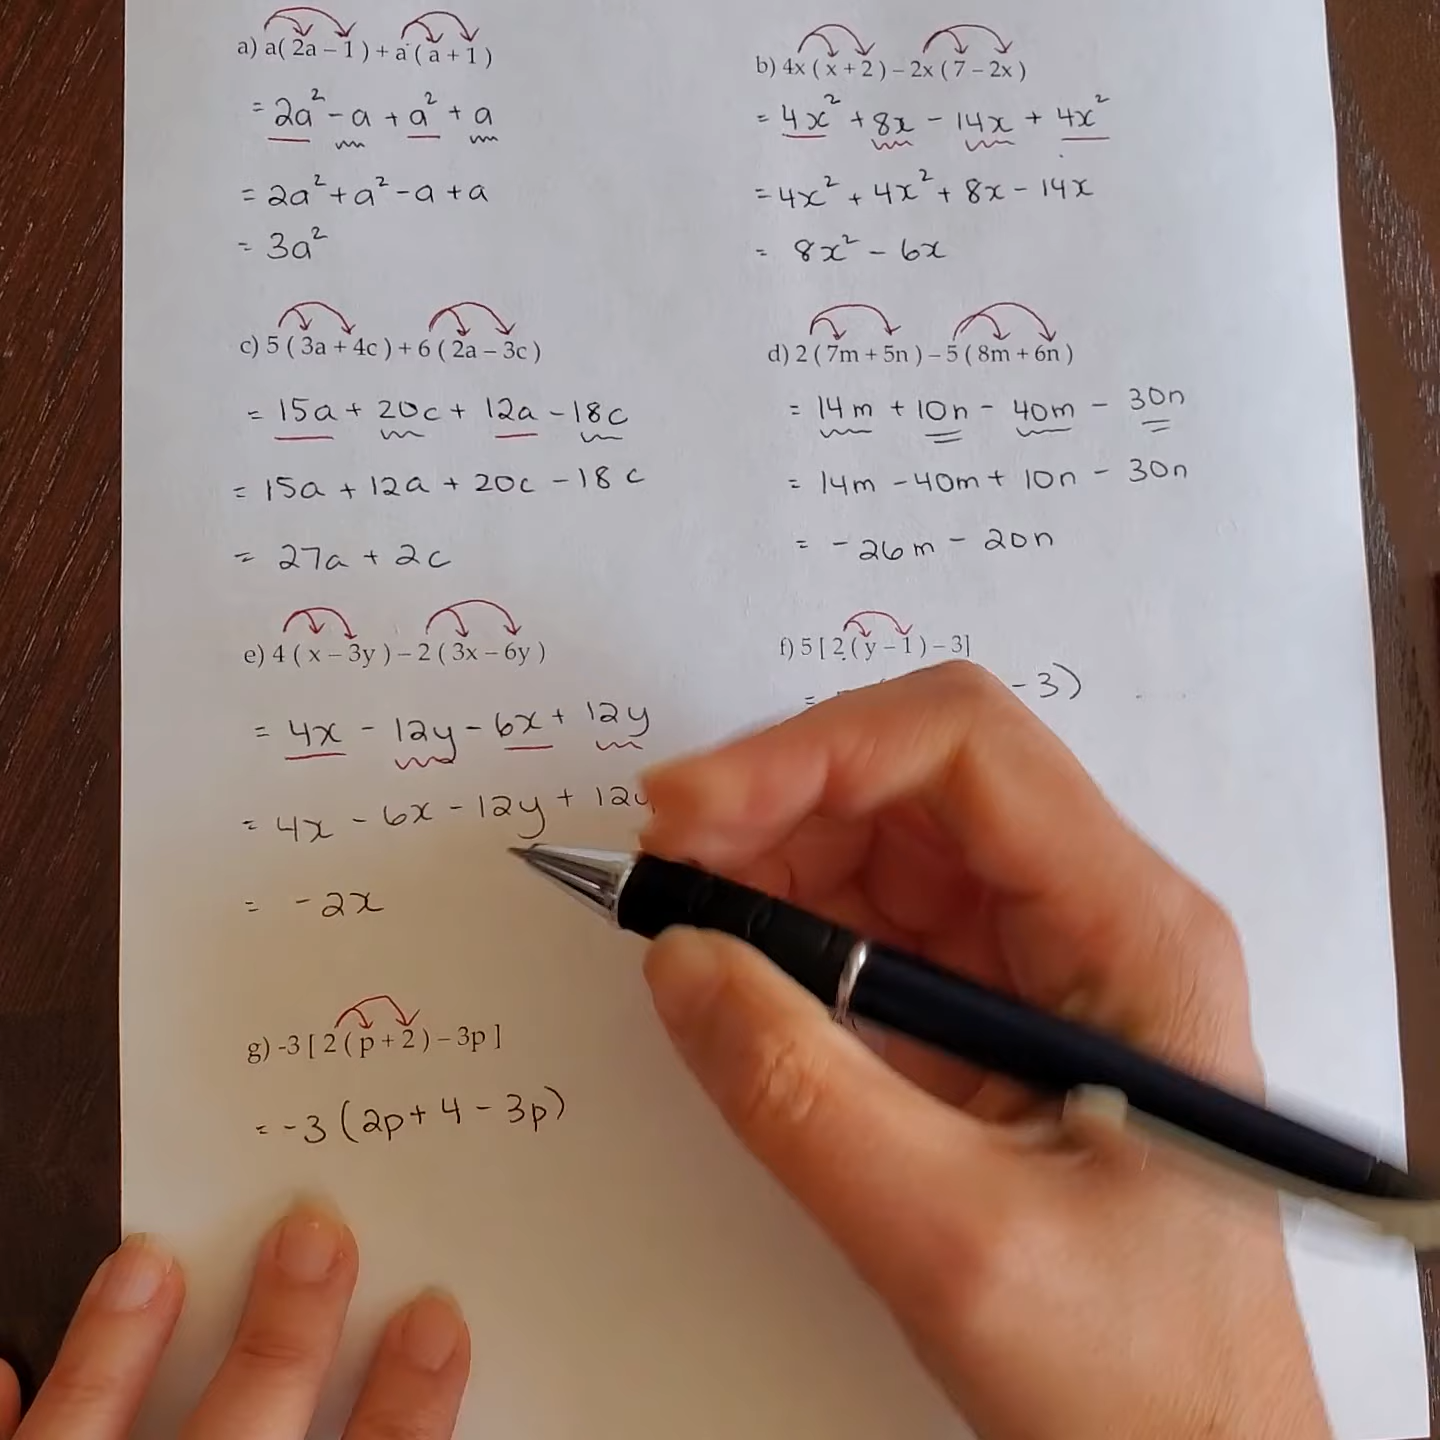 a) a( 2a – 1 ) + a ( a + 1 )
= 2a² - a + a² + a
= 2a² + a² - a + a
= 3a²
b) 4x ( x + 2 ) – 2x ( 7 – 2x )
= 4x² + 8x - 14x + 4x²
= 4x² + 4x² + 8x - 14x
= 8x² - 6x
c) 5 ( 3a + 4c ) + 6 ( 2a – 3c )
= 15a + 20c + 12a - 18c
= 15a + 12a + 20c - 18c
= 27a + 2c
d) 2 ( 7m + 5n ) – 5 ( 8m + 6n )
= 14m + 10n - 40m - 30n
= 14m - 40m + 10n - 30n
= -26m - 20n
e) 4 ( x – 3y ) – 2 ( 3x – 6y )
= 4x - 12y - 6x + 12y
= 4x - 6x - 12y + 12y
= -2x
f) 5 [ 2 ( y – 1 ) – 3]
= - 3)
g) -3 [ 2 ( p + 2 ) – 3p ]
= -3 (2p + 4 - 3p)